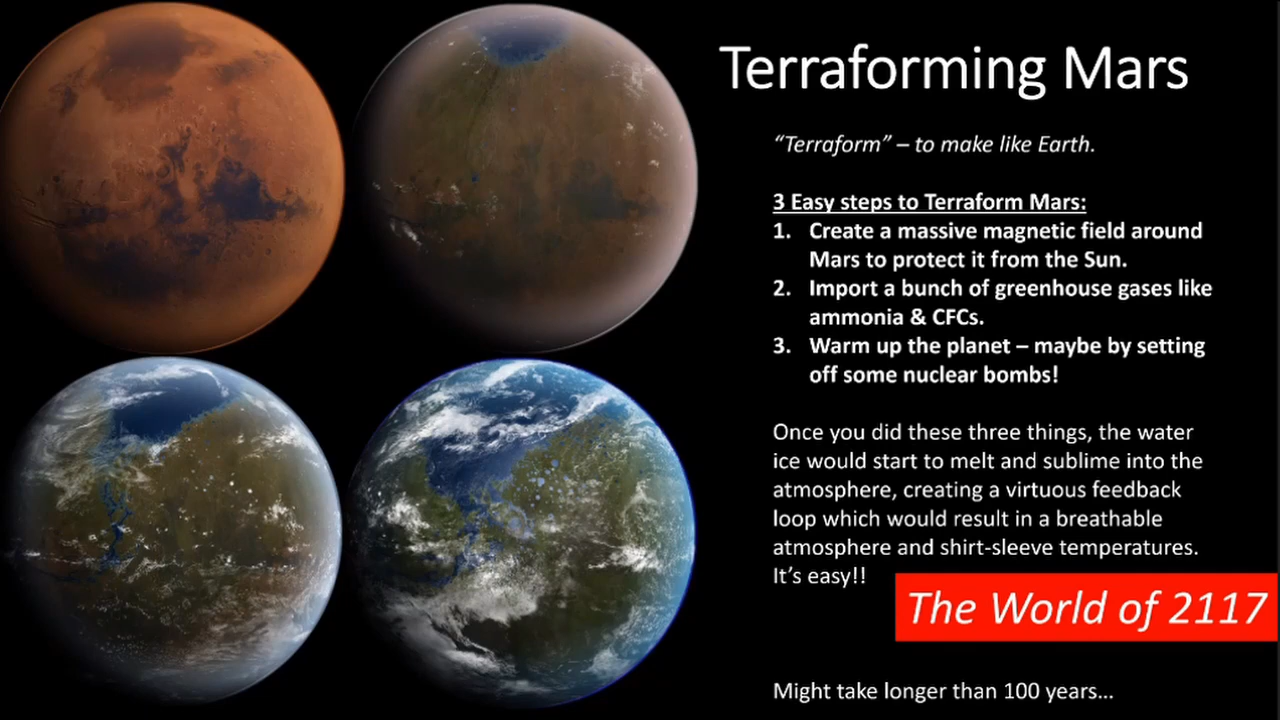 Terraforming Mars
“Terraform” – to make like Earth.
3 Easy steps to Terraform Mars:
1. Create a massive magnetic field around
Mars to protect it from the Sun.
2. Import a bunch of greenhouse gases like
ammonia & CFCs.
3. Warm up the planet – maybe by setting
off some nuclear bombs!
Once you did these three things, the water
ice would start to melt and sublime into the
atmosphere, creating a virtuous feedback
loop which would result in a breathable
atmosphere and shirt-sleeve temperatures.
It’s easy!!
The World of 2117
Might take longer than 100 years…